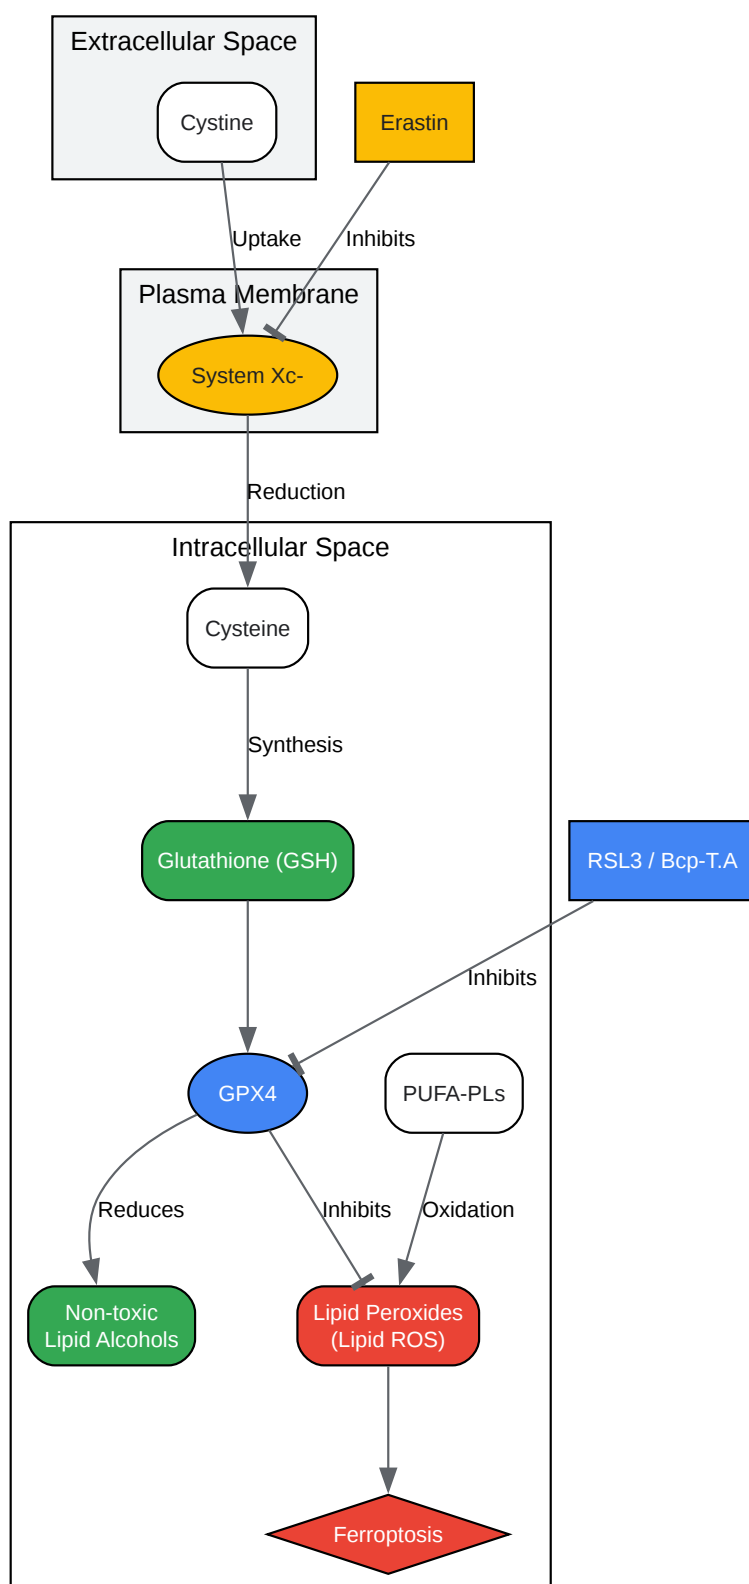 Extracellular Space
Cystine
Erastin
Uptake
Inhibits
Plasma Membrane
System Xc-
Reduction
Intracellular Space
Cysteine
Synthesis
Glutathione (GSH)
RSL3 / Bcp-T.A
Inhibits
GPX4
PUFA-PLs
Reduces
Inhibits
Oxidation
Non-toxic
Lipid Alcohols
Lipid Peroxides
(Lipid ROS)
Ferroptosis